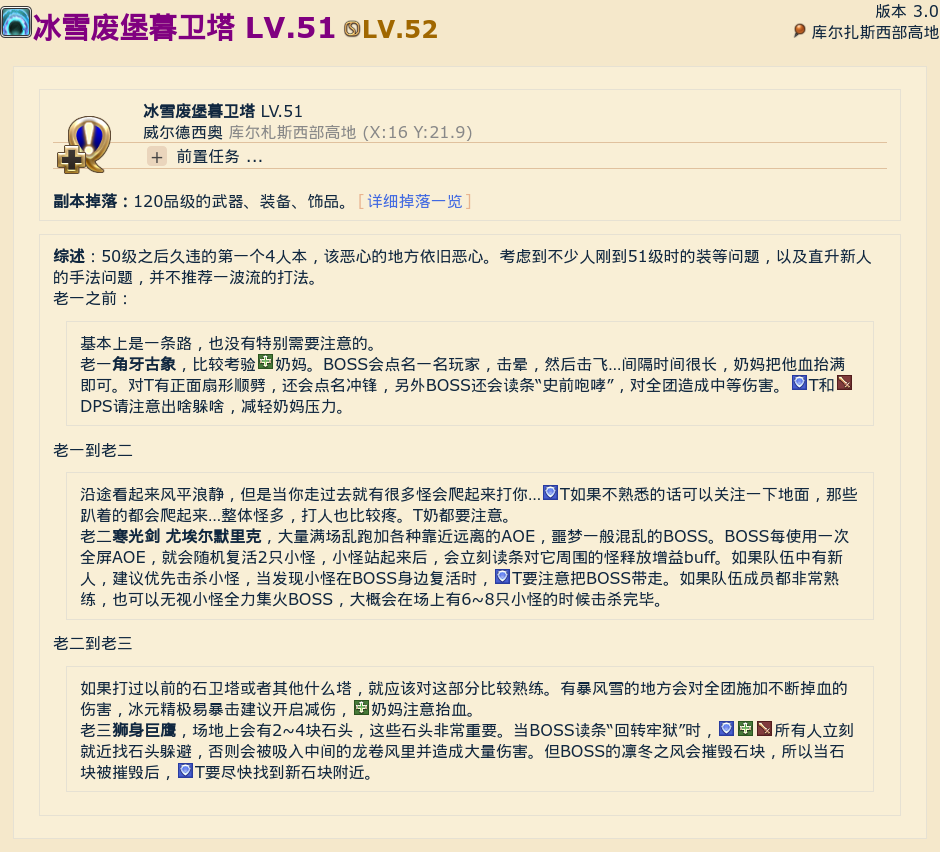 冰雪废堡暮卫塔 LV.51 LV.52
版本 3.0
库尔扎斯西部高地
冰雪废堡暮卫塔 LV.51
威尔德西奥 库尔札斯西部高地 (X:16 Y:21.9)
+ 前置任务 ...
副本掉落：120品级的武器、装备、饰品。 [ 详细掉落一览 ]
综述：50级之后久违的第一个4人本，该恶心的地方依旧恶心。考虑到不少人刚到51级时的装等问题，以及直升新人
的手法问题，并不推荐一波流的打法。
老一之前：
基本上是一条路，也没有特别需要注意的。
老一角牙古象，比较考验奶妈。BOSS会点名一名玩家，击晕，然后击飞...间隔时间很长，奶妈把他血抬满
即可。对T有正面扇形顺劈，还会点名冲锋，另外BOSS还会读条“史前咆哮”，对全团造成中等伤害。T和
DPS请注意出啥躲啥，减轻奶妈压力。
老一到老二
沿途看起来风平浪静，但是当你走过去就有很多怪会爬起来打你...T如果不熟悉的话可以关注一下地面，那些
趴着的都会爬起来...整体怪多，打人也比较疼。T奶都要注意。
老二寒光剑 尤埃尔默里克，大量满场乱跑加各种靠近远离的AOE，噩梦一般混乱的BOSS。BOSS每使用一次
全屏AOE，就会随机复活2只小怪，小怪站起来后，会立刻读条对它周围的怪释放增益buff。如果队伍中有新
人，建议优先击杀小怪，当发现小怪在BOSS身边复活时，T要注意把BOSS带走。如果队伍成员都非常熟
练，也可以无视小怪全力集火BOSS，大概会在场上有6~8只小怪的时候击杀完毕。
老二到老三
如果打过以前的石卫塔或者其他什么塔，就应该对这部分比较熟练。有暴风雪的地方会对全团施加不断掉血的
伤害，冰元精极易暴击建议开启减伤，奶妈注意抬血。
老三狮身巨鹰，场地上会有2~4块石头，这些石头非常重要。当BOSS读条“回转牢狱”时，所有人立刻
就近找石头躲避，否则会被吸入中间的龙卷风里并造成大量伤害。但BOSS的凛冬之风会摧毁石块，所以当石
块被摧毁后，T要尽快找到新石块附近。